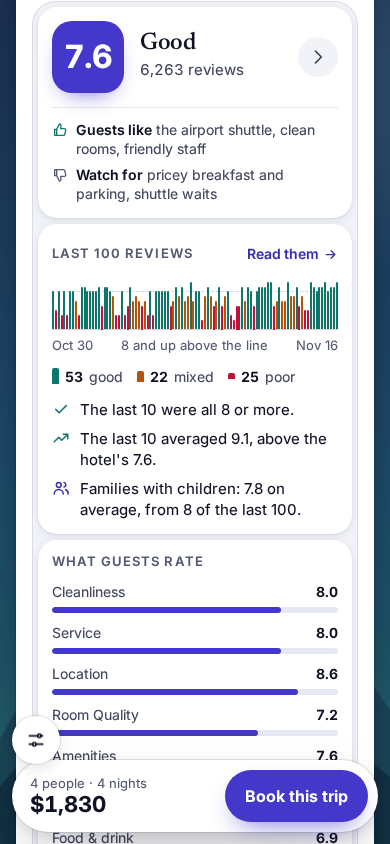 7.6
Good
6,263 reviews
Guests like the airport shuttle, clean
rooms, friendly staff
Watch for pricey breakfast and
parking, shuttle waits
LAST 100 REVIEWS
Read them →
Oct 30
8 and up above the line
Nov 16
53 good
22 mixed
25 poor
The last 10 were all 8 or more.
The last 10 averaged 9.1, above the
hotel's 7.6.
Families with children: 7.8 on
average, from 8 of the last 100.
WHAT GUESTS RATE
Cleanliness 8.0
Service 8.0
Location 8.6
Room Quality 7.2
Amenities 7.6
4 people · 4 nights
$1,830
Book this trip
Food & drink 6.9